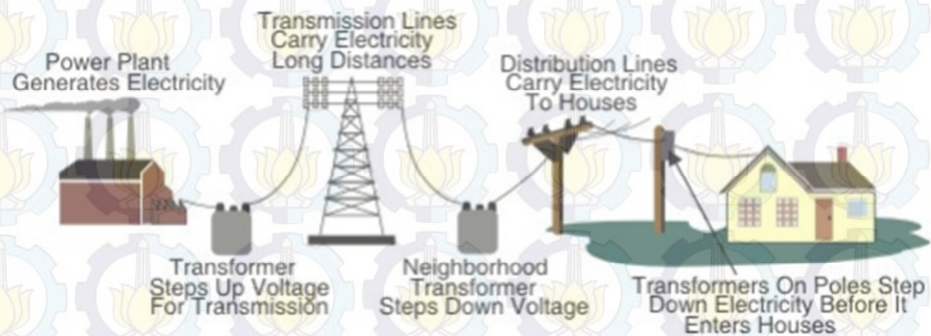 Power Plant
Generates Electricity
Transmission Lines
Carry Electricity
Long Distances
Distribution Lines
Carry Electricity
To Houses
Transformer
Steps Up Voltage
For Transmission
Neighborhood
Transformer
Steps Down Voltage
Transformers On Poles Step
Down Electricity Before It
Enters Houses